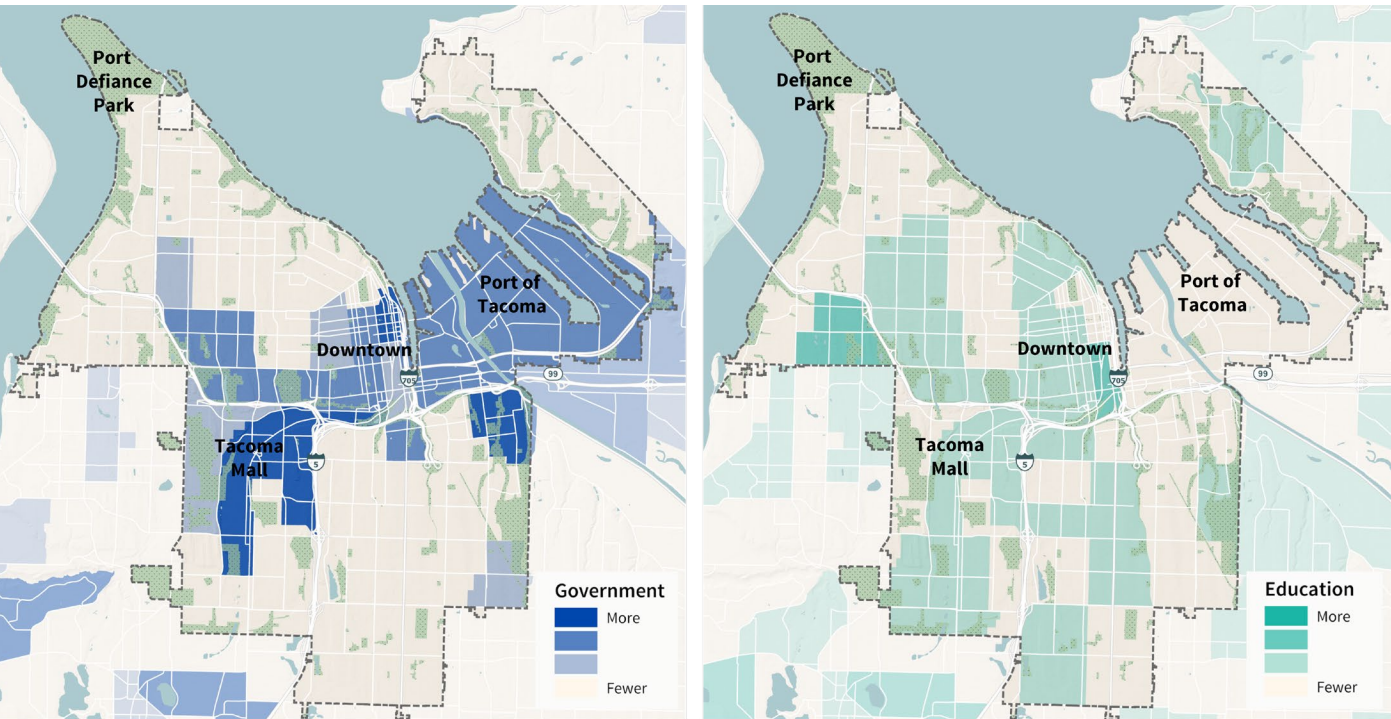 Port
Defiance
Park
Port of
Tacoma
Downtown
705
99
Tacoma
Mall
5
Government
More
Fewer
Port
Defiance
Park
Port of
Tacoma
Downtown
705
99
Tacoma
Mall
5
Education
More
Fewer